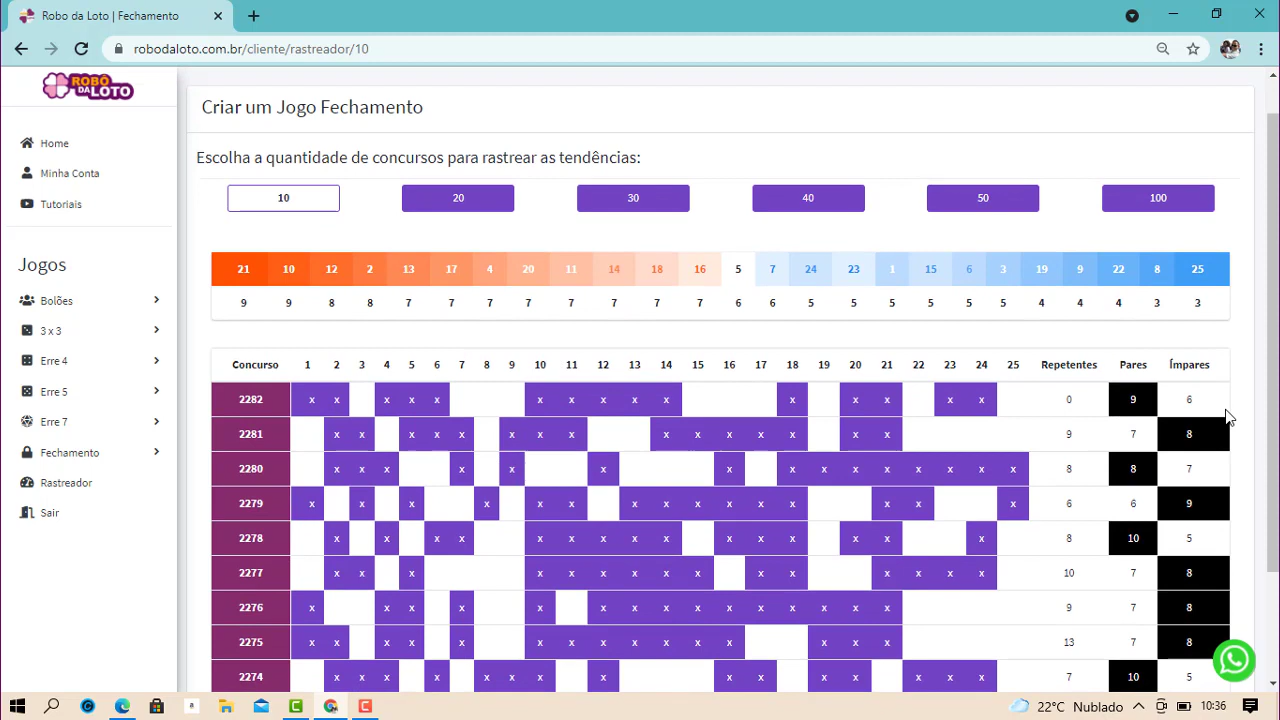 Robo da Loto | Fechamento
robodaloto.com.br/cliente/rastreador/10
ROBÔ DA LOTO
Home
Minha Conta
Tutoriais
Jogos
Bolões
3 x 3
Erre 4
Erre 5
Erre 7
Fechamento
Rastreador
Sair
Criar um Jogo Fechamento
Escolha a quantidade de concursos para rastrear as tendências:
10 20 30 40 50 100
21 10 12 2 13 17 4 20 11 14 18 16 5 7 24 23 1 15 6 3 19 9 22 8 25
9 9 8 8 7 7 7 7 7 7 7 7 6 6 5 5 5 5 5 5 4 4 4 3 3
Concurso 1 2 3 4 5 6 7 8 9 10 11 12 13 14 15 16 17 18 19 20 21 22 23 24 25 Repetentes Pares Ímpares
2282 x x x x x x x x x x x x x x x 0 9 6
2281 x x x x x x x x x x x x x x x 9 7 8
2280 x x x x x x x x x x x x x x x 8 8 7
2279 x x x x x x x x x x x x x x x 6 6 9
2278 x x x x x x x x x x x x x x x 8 10 5
2277 x x x x x x x x x x x x x x x 10 7 8
2276 x x x x x x x x x x x x x x x 9 7 8
2275 x x x x x x x x x x x x x x x 13 7 8
2274 x x x x x x x x x x x x x x x 7 10 5
a
22°C Nublado
10:36